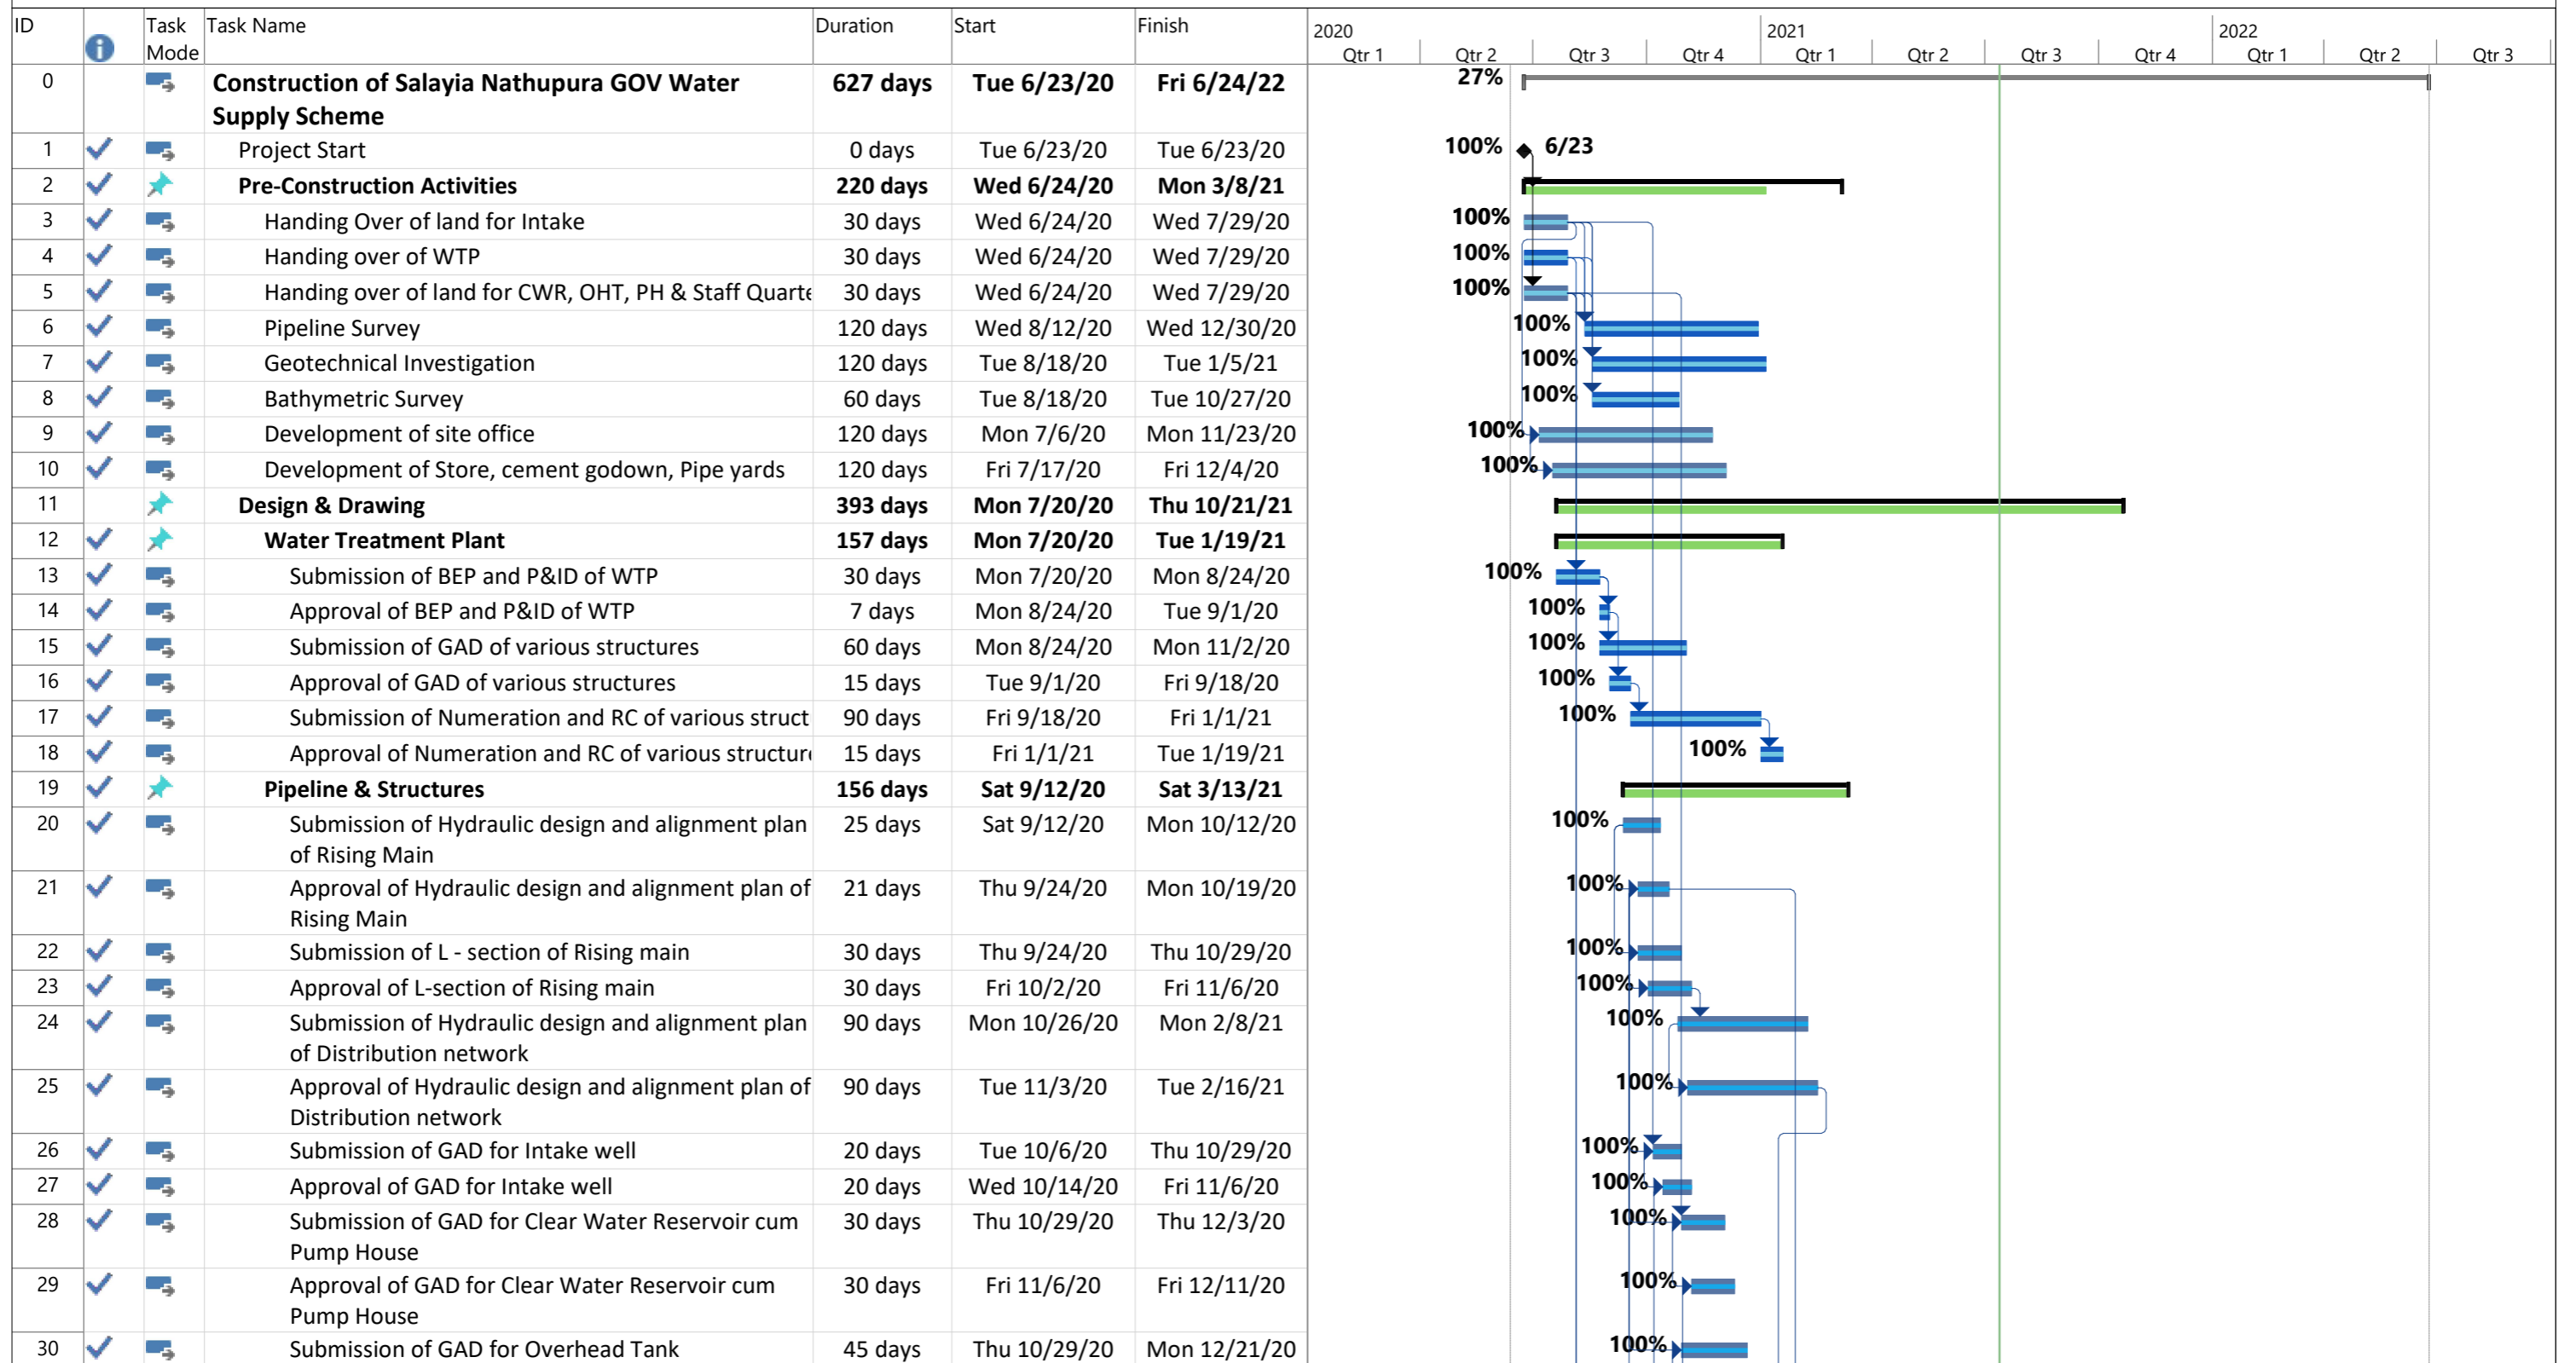 ID Task Mode Task Name Duration Start Finish
2020 2021 2022
Qtr 1 Qtr 2 Qtr 3 Qtr 4 Qtr 1 Qtr 2 Qtr 3 Qtr 4 Qtr 1 Qtr 2 Qtr 3
0 Construction of Salayia Nathupura GOV Water 627 days Tue 6/23/20 Fri 6/24/22 27%
Supply Scheme
1 Project Start 0 days Tue 6/23/20 Tue 6/23/20 100% 6/23
2 Pre-Construction Activities 220 days Wed 6/24/20 Mon 3/8/21
3 Handing Over of land for Intake 30 days Wed 6/24/20 Wed 7/29/20 100%
4 Handing over of WTP 30 days Wed 6/24/20 Wed 7/29/20 100%
5 Handing over of land for CWR, OHT, PH & Staff Quarte 30 days Wed 6/24/20 Wed 7/29/20 100%
6 Pipeline Survey 120 days Wed 8/12/20 Wed 12/30/20 100%
7 Geotechnical Investigation 120 days Tue 8/18/20 Tue 1/5/21 100%
8 Bathymetric Survey 60 days Tue 8/18/20 Tue 10/27/20 100%
9 Development of site office 120 days Mon 7/6/20 Mon 11/23/20 100%
10 Development of Store, cement godown, Pipe yards 120 days Fri 7/17/20 Fri 12/4/20 100%
11 Design & Drawing 393 days Mon 7/20/20 Thu 10/21/21
12 Water Treatment Plant 157 days Mon 7/20/20 Tue 1/19/21
13 Submission of BEP and P&ID of WTP 30 days Mon 7/20/20 Mon 8/24/20 100%
14 Approval of BEP and P&ID of WTP 7 days Mon 8/24/20 Tue 9/1/20 100%
15 Submission of GAD of various structures 60 days Mon 8/24/20 Mon 11/2/20 100%
16 Approval of GAD of various structures 15 days Tue 9/1/20 Fri 9/18/20 100%
17 Submission of Numeration and RC of various struct 90 days Fri 9/18/20 Fri 1/1/21 100%
18 Approval of Numeration and RC of various structure 15 days Fri 1/1/21 Tue 1/19/21 100%
19 Pipeline & Structures 156 days Sat 9/12/20 Sat 3/13/21
20 Submission of Hydraulic design and alignment plan 25 days Sat 9/12/20 Mon 10/12/20 100%
of Rising Main
21 Approval of Hydraulic design and alignment plan of 21 days Thu 9/24/20 Mon 10/19/20 100%
Rising Main
22 Submission of L - section of Rising main 30 days Thu 9/24/20 Thu 10/29/20 100%
23 Approval of L-section of Rising main 30 days Fri 10/2/20 Fri 11/6/20 100%
24 Submission of Hydraulic design and alignment plan 90 days Mon 10/26/20 Mon 2/8/21 100%
of Distribution network
25 Approval of Hydraulic design and alignment plan of 90 days Tue 11/3/20 Tue 2/16/21 100%
Distribution network
26 Submission of GAD for Intake well 20 days Tue 10/6/20 Thu 10/29/20 100%
27 Approval of GAD for Intake well 20 days Wed 10/14/20 Fri 11/6/20 100%
28 Submission of GAD for Clear Water Reservoir cum 30 days Thu 10/29/20 Thu 12/3/20 100%
Pump House
29 Approval of GAD for Clear Water Reservoir cum 30 days Fri 11/6/20 Fri 12/11/20 100%
Pump House
30 Submission of GAD for Overhead Tank 45 days Thu 10/29/20 Mon 12/21/20 100%